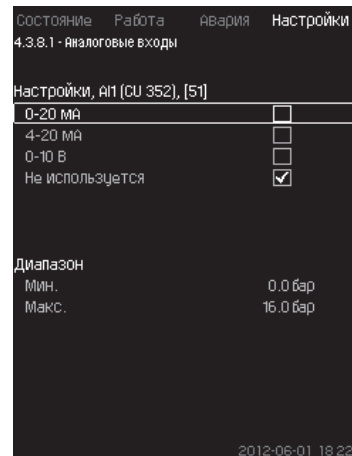 Состояние Работа Авария Настройки
4.3.8.1 - Аналоговые входы
Настройки, AI1 (CU 352), [51]
0-20 мА
4-20 мА
0-10 В
Не используется
Диапазон
Мин. 0.0 бар
Макс. 16.0 бар
2012-06-01 18:22